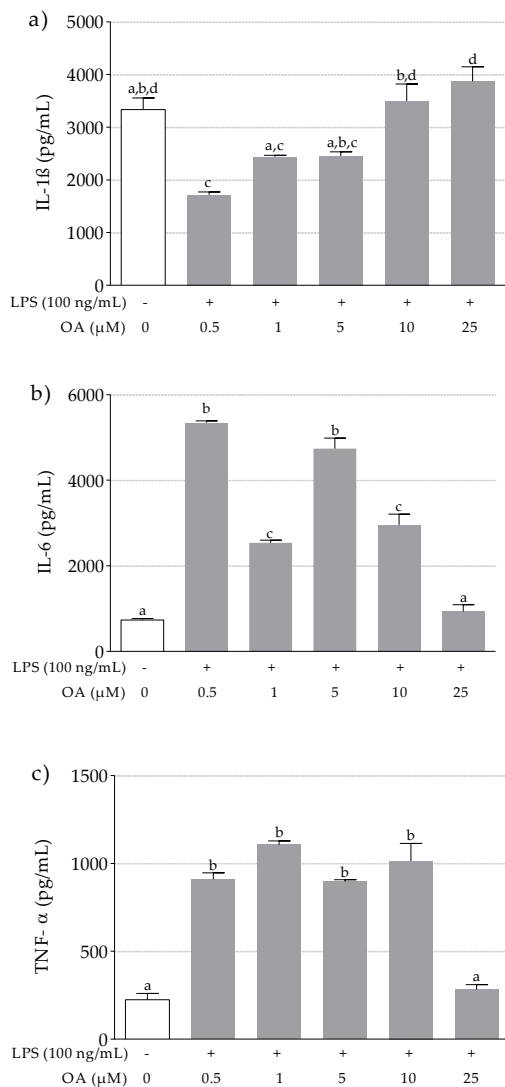 a)
5000
4000
3000
2000
1000
0
IL-1ß (pg/mL)
a,b,d
c
a,c
a,b,c
b,d
d
LPS (100 ng/mL) - + + + + +
OA (µM) 0 0.5 1 5 10 25
b)
6000
4000
2000
0
IL-6 (pg/mL)
a
b
c
b
c
a
LPS (100 ng/mL) - + + + + +
OA (µM) 0 0.5 1 5 10 25
c)
1500
1000
500
0
TNF- α (pg/mL)
a
b
b
b
b
a
LPS (100 ng/mL) - + + + + +
OA (µM) 0 0.5 1 5 10 25